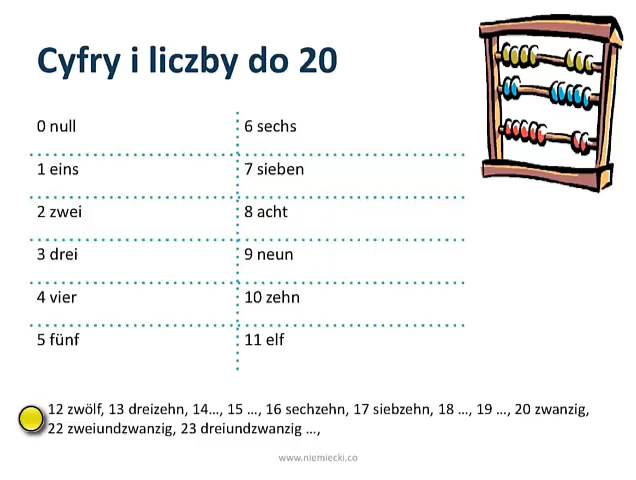 Cyfry i liczby do 20
0 null
6 sechs
1 eins
7 sieben
2 zwei
8 acht
3 drei
9 neun
4 vier
10 zehn
5 fünf
11 elf
12 zwölf, 13 dreizehn, 14…, 15 …, 16 sechzehn, 17 siebzehn, 18 …, 19 …, 20 zwanzig,
22 zweiundzwanzig, 23 dreiundzwanzig …,
www.niemiecki.co